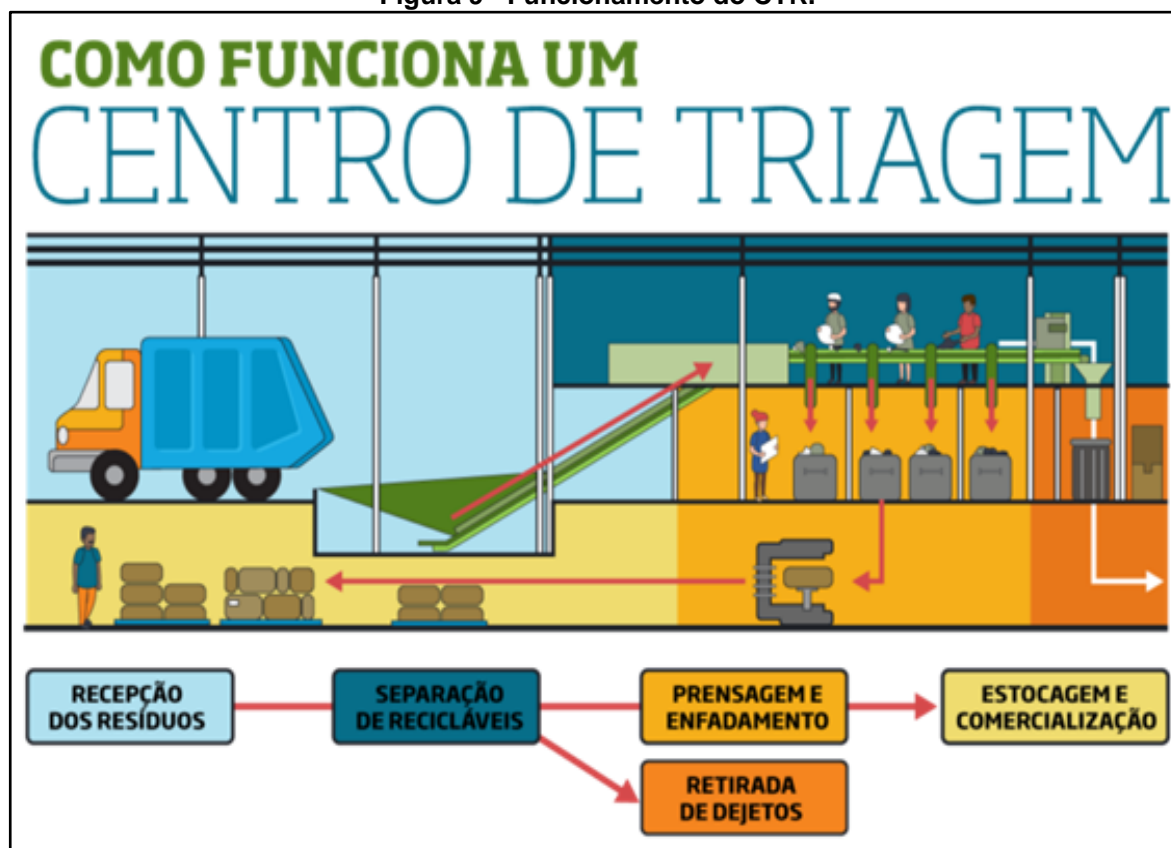 COMO FUNCIONA UM
CENTRO DE TRIAGEM
RECEPÇÃO
DOS RESÍDUOS
SEPARAÇÃO
DE RECICLÁVEIS
PRENSAGEM E
ENFADAMENTO
ESTOCAGEM E
COMERCIALIZAÇÃO
RETIRADA
DE DEJETOS